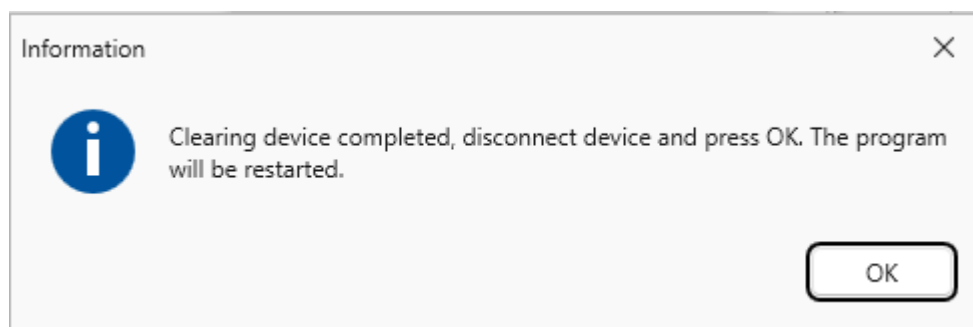 Information
Clearing device completed, disconnect device and press OK. The program
will be restarted.
OK